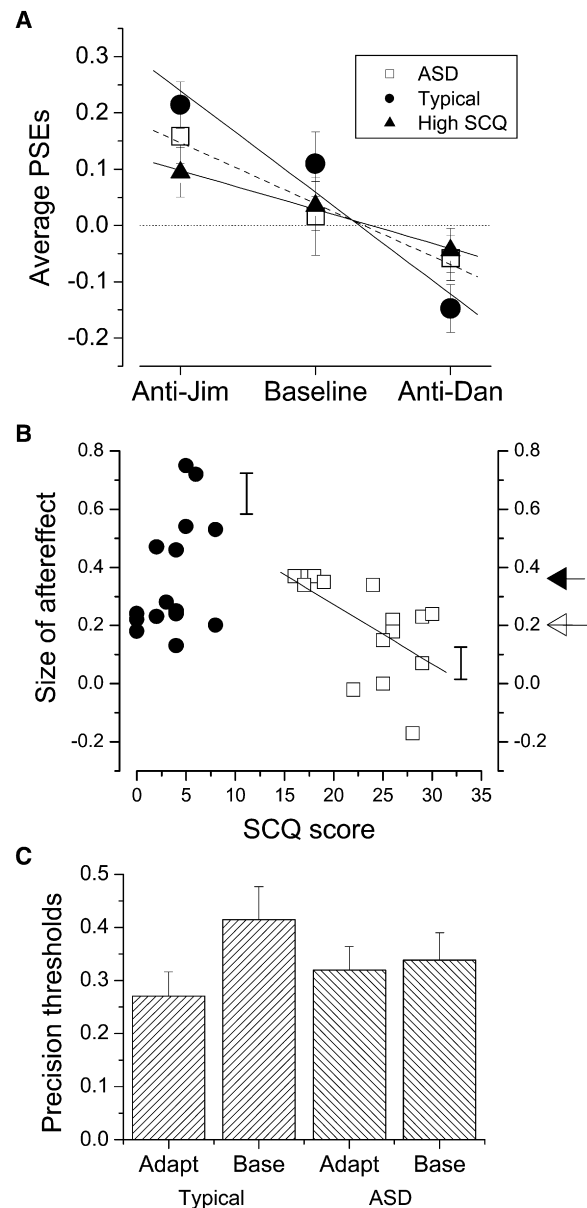 A
0.3
0.2
0.1
0.0
-0.1
-0.2
Average PSEs
ASD
Typical
High SCQ
Anti-Jim Baseline Anti-Dan
B
0.8 0.8
0.6 0.6
0.4 0.4
0.2 0.2
0.0 0.0
-0.2 -0.2
Size of aftereffect
0 5 10 15 20 25 30 35
SCQ score
C
0.5
0.4
0.3
0.2
0.1
0.0
Precision thresholds
Adapt Base Adapt Base
Typical ASD